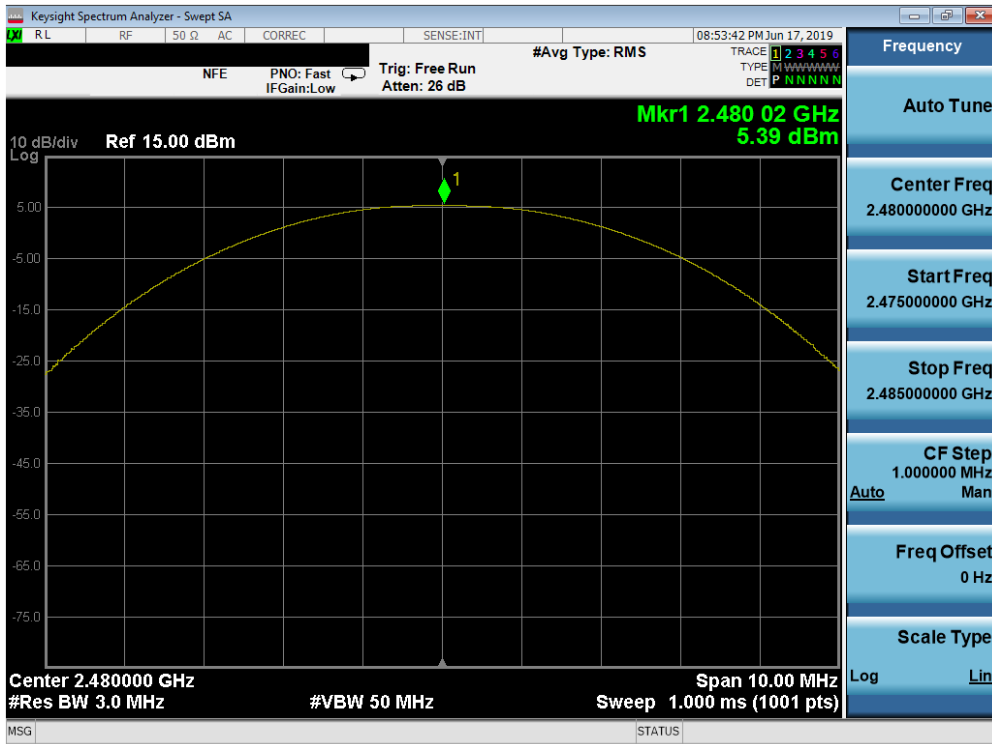 Keysight Spectrum Analyzer - Swept SA
LXI RL RF 50 Ω AC CORREC SENSE:INT 08:53:42 PM Jun 17, 2019
NFE PNO: Fast IFGain:Low Trig: Free Run Atten: 26 dB #Avg Type: RMS
TRACE 1 2 3 4 5 6
TYPE M WWWWW
DET P N N N N N
Mkr1 2.480 02 GHz
5.39 dBm
10 dB/div Ref 15.00 dBm
Log
1
5.00
-5.00
-15.0
-25.0
-35.0
-45.0
-55.0
-65.0
-75.0
Center 2.480000 GHz Span 10.00 MHz
#Res BW 3.0 MHz #VBW 50 MHz Sweep 1.000 ms (1001 pts)
MSG STATUS
Frequency
Auto Tune
Center Freq
2.480000000 GHz
Start Freq
2.475000000 GHz
Stop Freq
2.485000000 GHz
CF Step
1.000000 MHz
Auto Man
Freq Offset
0 Hz
Scale Type
Log Lin